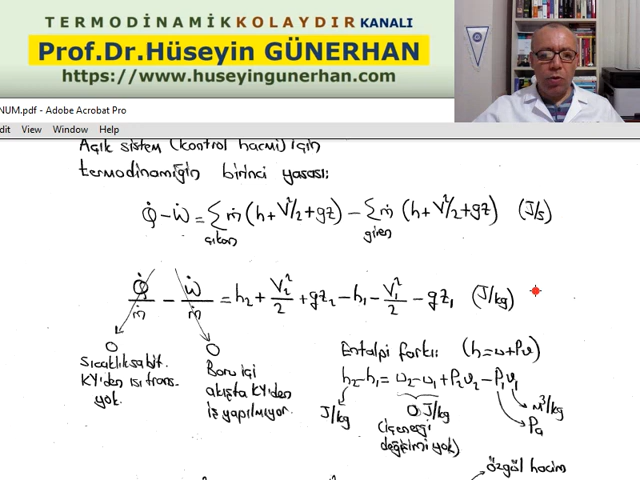 TERMODİNAMİKKOLAYDIR KANALI
Prof.Dr.Hüseyin GÜNERHAN
https://www.huseyingunerhan.com
NUM.pdf - Adobe Acrobat Pro
dit View Window Help
Açık sistem (kontrol hacmi) için
termodinamiğin birinci yasası:
Q̇ - Ẇ = Σ ṁ (h + V²/2 + gz) - Σ ṁ (h + V²/2 + gz) (J/s)
çıkan giren
Q̇/ṁ - Ẇ/ṁ = h₂ + V₂²/2 + gz₂ - h₁ - V₁²/2 - gz₁ (J/kg)
0
Sıcaklık sabit.
KY'den ısı trans-
yok.
0
Boru içi
akışta KY'den
iş yapılmıyor.
Entalpi farkı: (h=u+Pv)
h₂-h₁ = u₂-u₁ + P₂v₂ - P₁v₁
J/kg
0 J/kg
(içenerji
değişimi yok)
m³/kg
Pa
özgül hacim